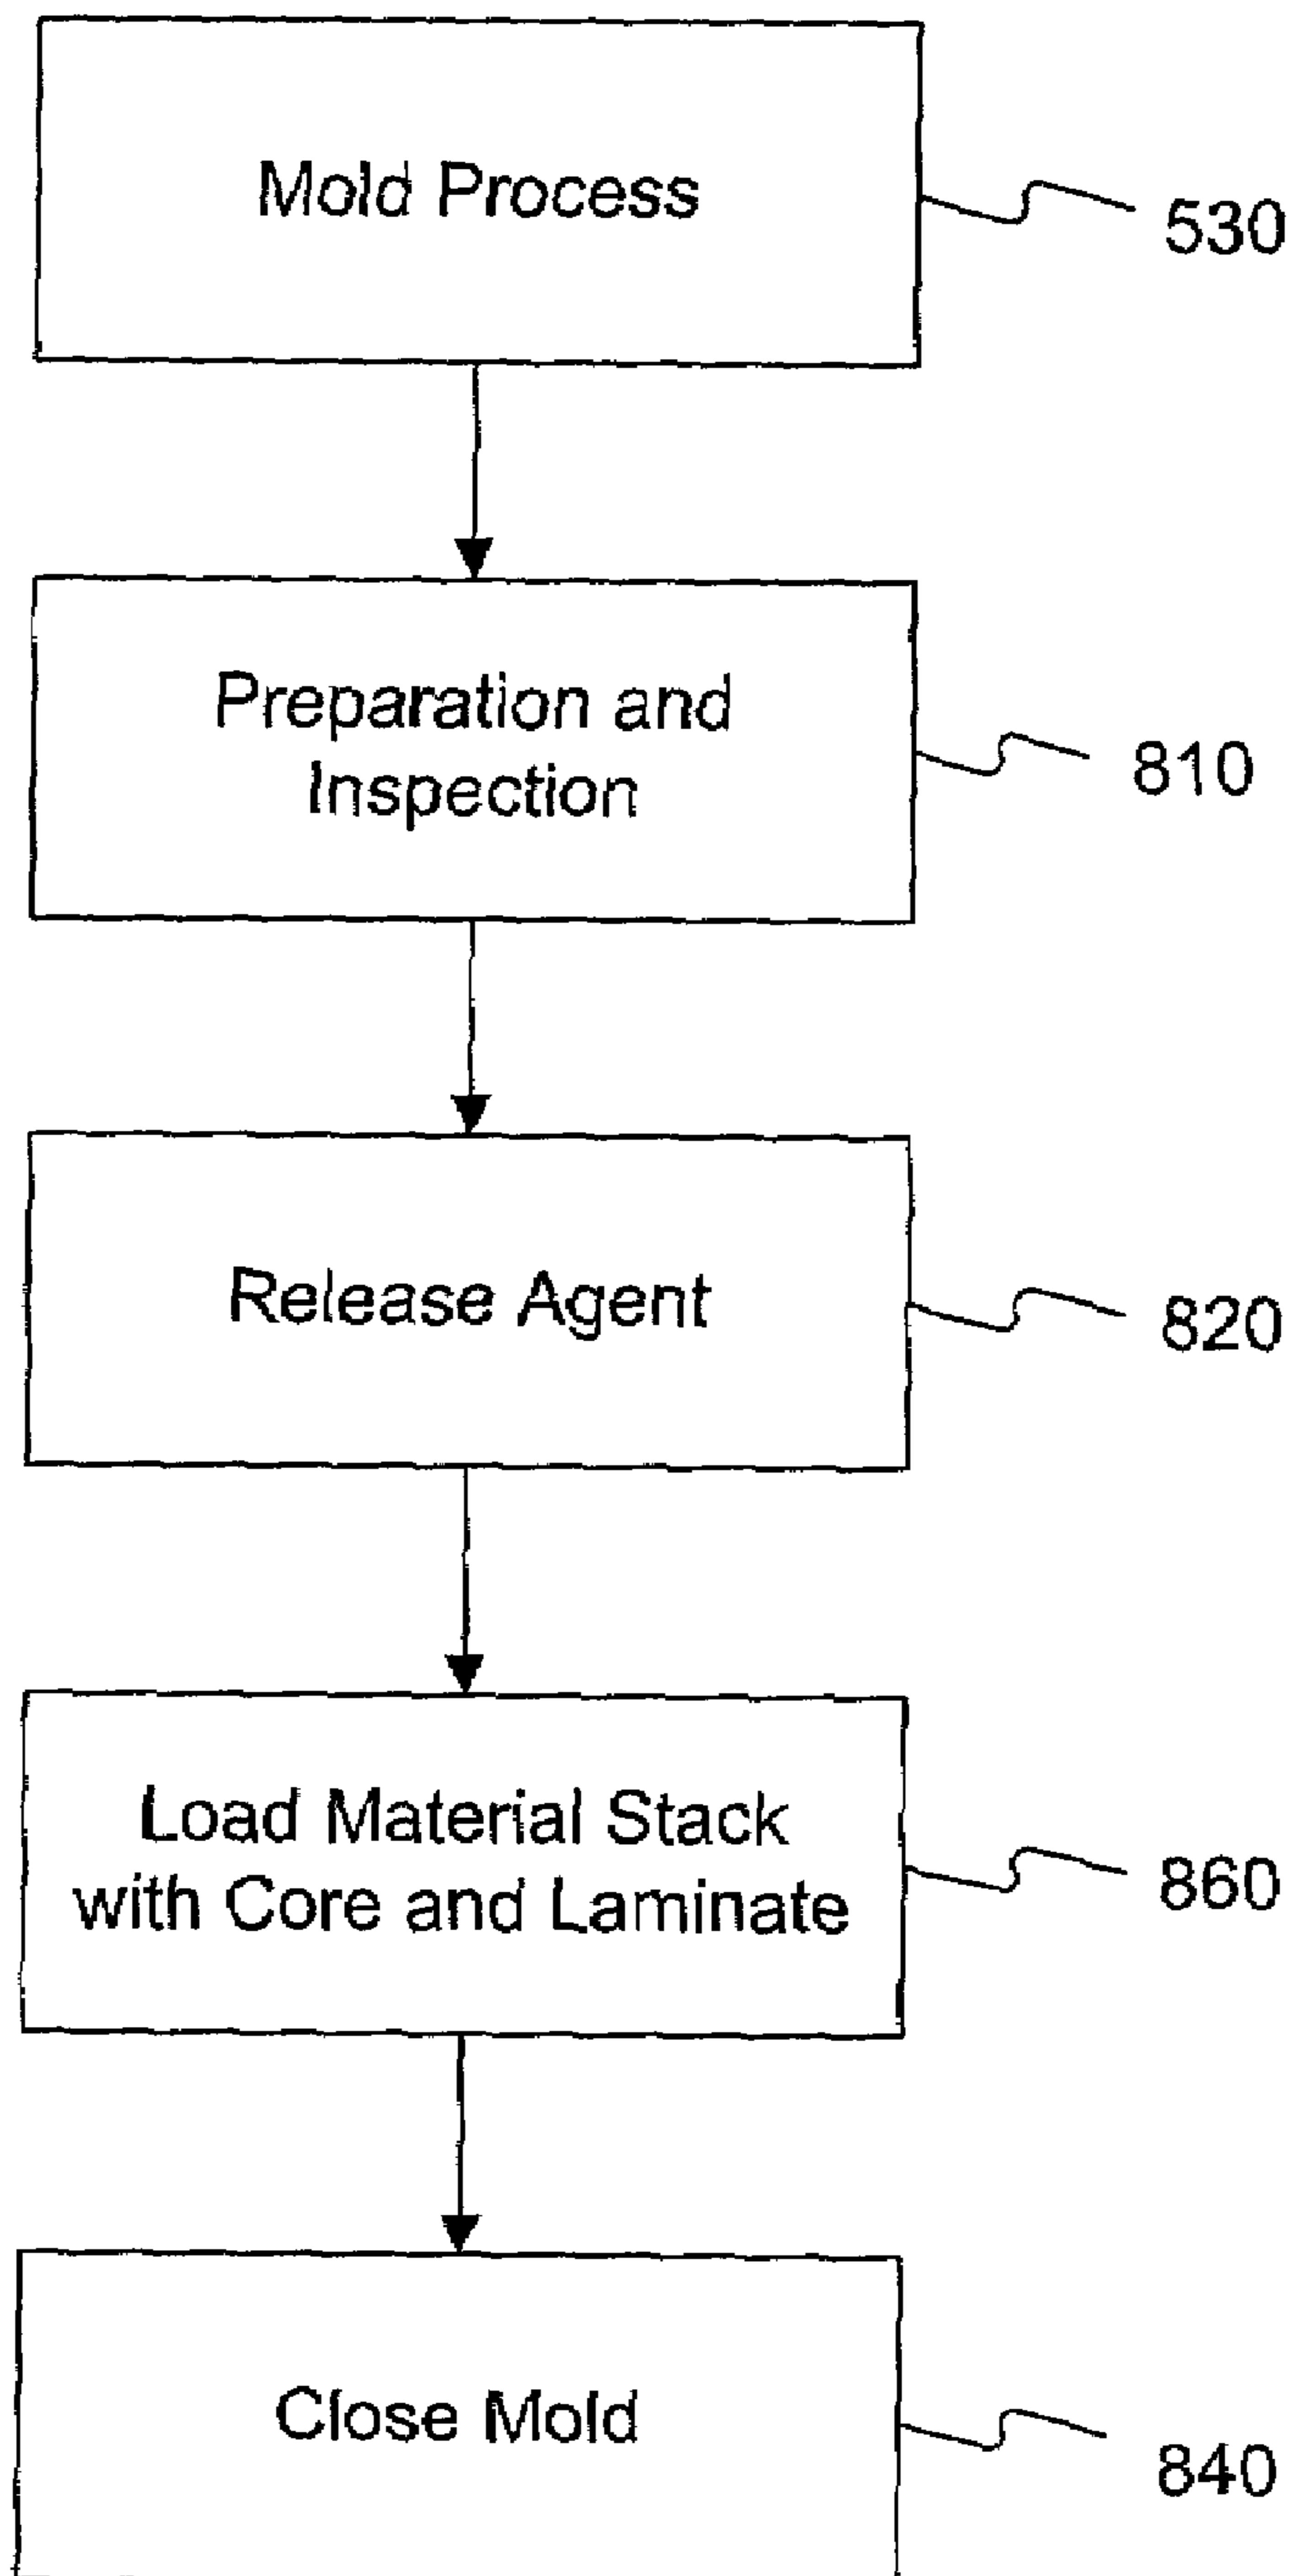 Mold Process
530
Preparation and
Inspection
810
Release Agent
820
Load Material Stack
with Core and Laminate
860
Close Mold
840